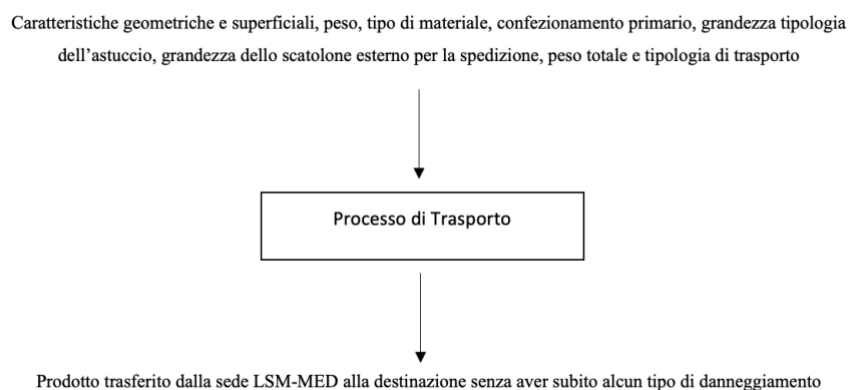 Caratteristiche geometriche e superficiali, peso, tipo di materiale, confezionamento primario, grandezza tipologia
dell’astuccio, grandezza dello scatolone esterno per la spedizione, peso totale e tipologia di trasporto
Processo di Trasporto
Prodotto trasferito dalla sede LSM-MED alla destinazione senza aver subito alcun tipo di danneggiamento